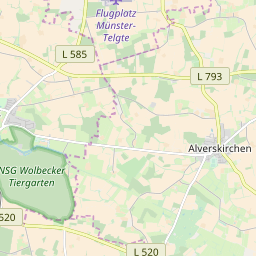 Flugplatz
Münster-
Telgte
L 585
L 793
Alverskirchen
NSG Wolbecker
Tiergarten
520
L 520